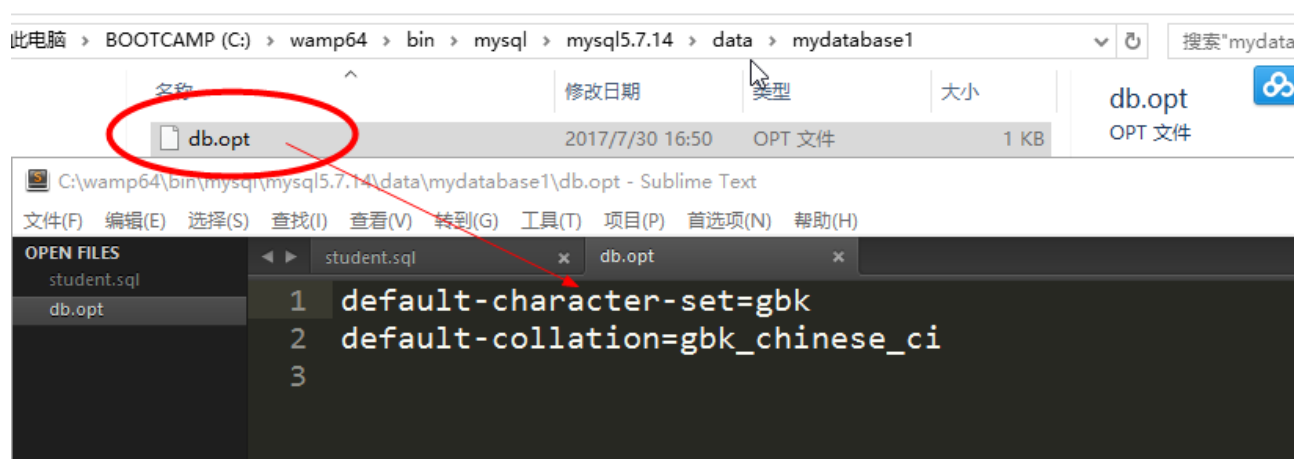 此电脑 > BOOTCAMP (C:) > wamp64 > bin > mysql > mysql5.7.14 > data > mydatabase1
搜索"mydata
名称 修改日期 类型 大小
db.opt 2017/7/30 16:50 OPT 文件 1 KB
db.opt
OPT 文件
C:\wamp64\bin\mysql\mysql5.7.14\data\mydatabase1\db.opt - Sublime Text
文件(F) 编辑(E) 选择(S) 查找(I) 查看(V) 转到(G) 工具(T) 项目(P) 首选项(N) 帮助(H)
OPEN FILES
student.sql
db.opt
student.sql × db.opt ×
1 default-character-set=gbk
2 default-collation=gbk_chinese_ci
3